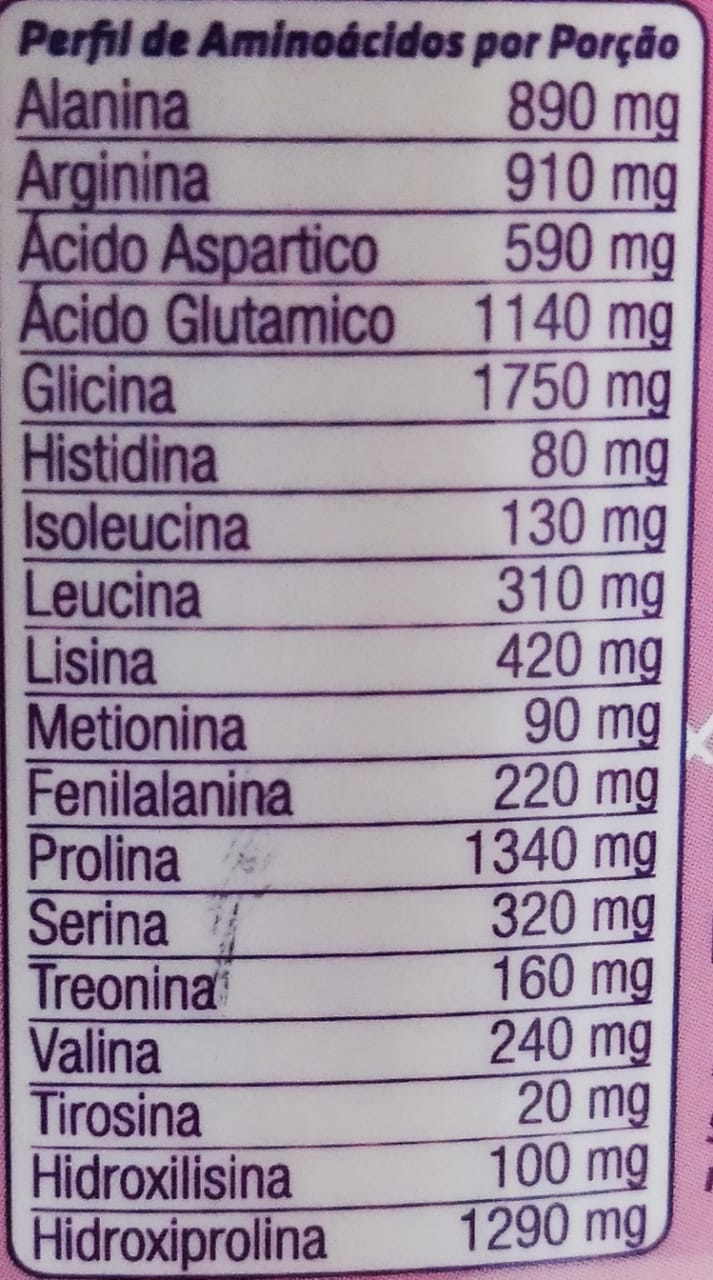 Perfil de Aminoácidos por Porção
Alanina 890 mg
Arginina 910 mg
Ácido Aspartico 590 mg
Ácido Glutamico 1140 mg
Glicina 1750 mg
Histidina 80 mg
Isoleucina 130 mg
Leucina 310 mg
Lisina 420 mg
Metionina 90 mg
Fenilalanina 220 mg
Prolina 1340 mg
Serina 320 mg
Treonina 160 mg
Valina 240 mg
Tirosina 20 mg
Hidroxilisina 100 mg
Hidroxiprolina 1290 mg